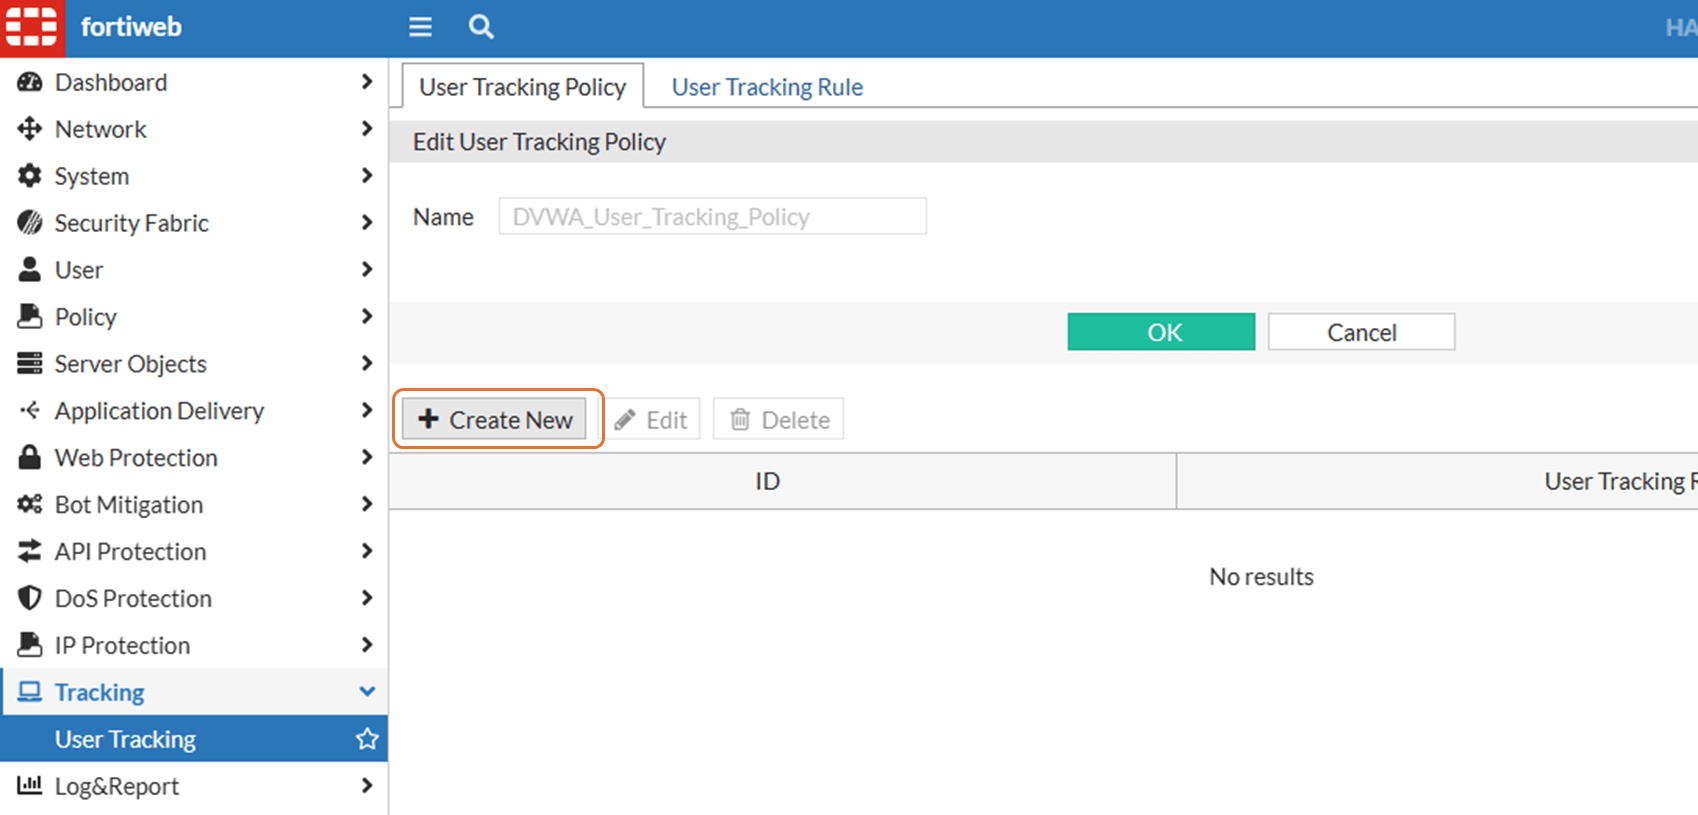 fortiweb
HA
Dashboard
Network
System
Security Fabric
User
Policy
Server Objects
Application Delivery
Web Protection
Bot Mitigation
API Protection
DoS Protection
IP Protection
Tracking
User Tracking
Log&Report
User Tracking Policy User Tracking Rule
Edit User Tracking Policy
Name DVWA_User_Tracking_Policy
OK Cancel
Create New Edit Delete
ID User Tracking R
No results